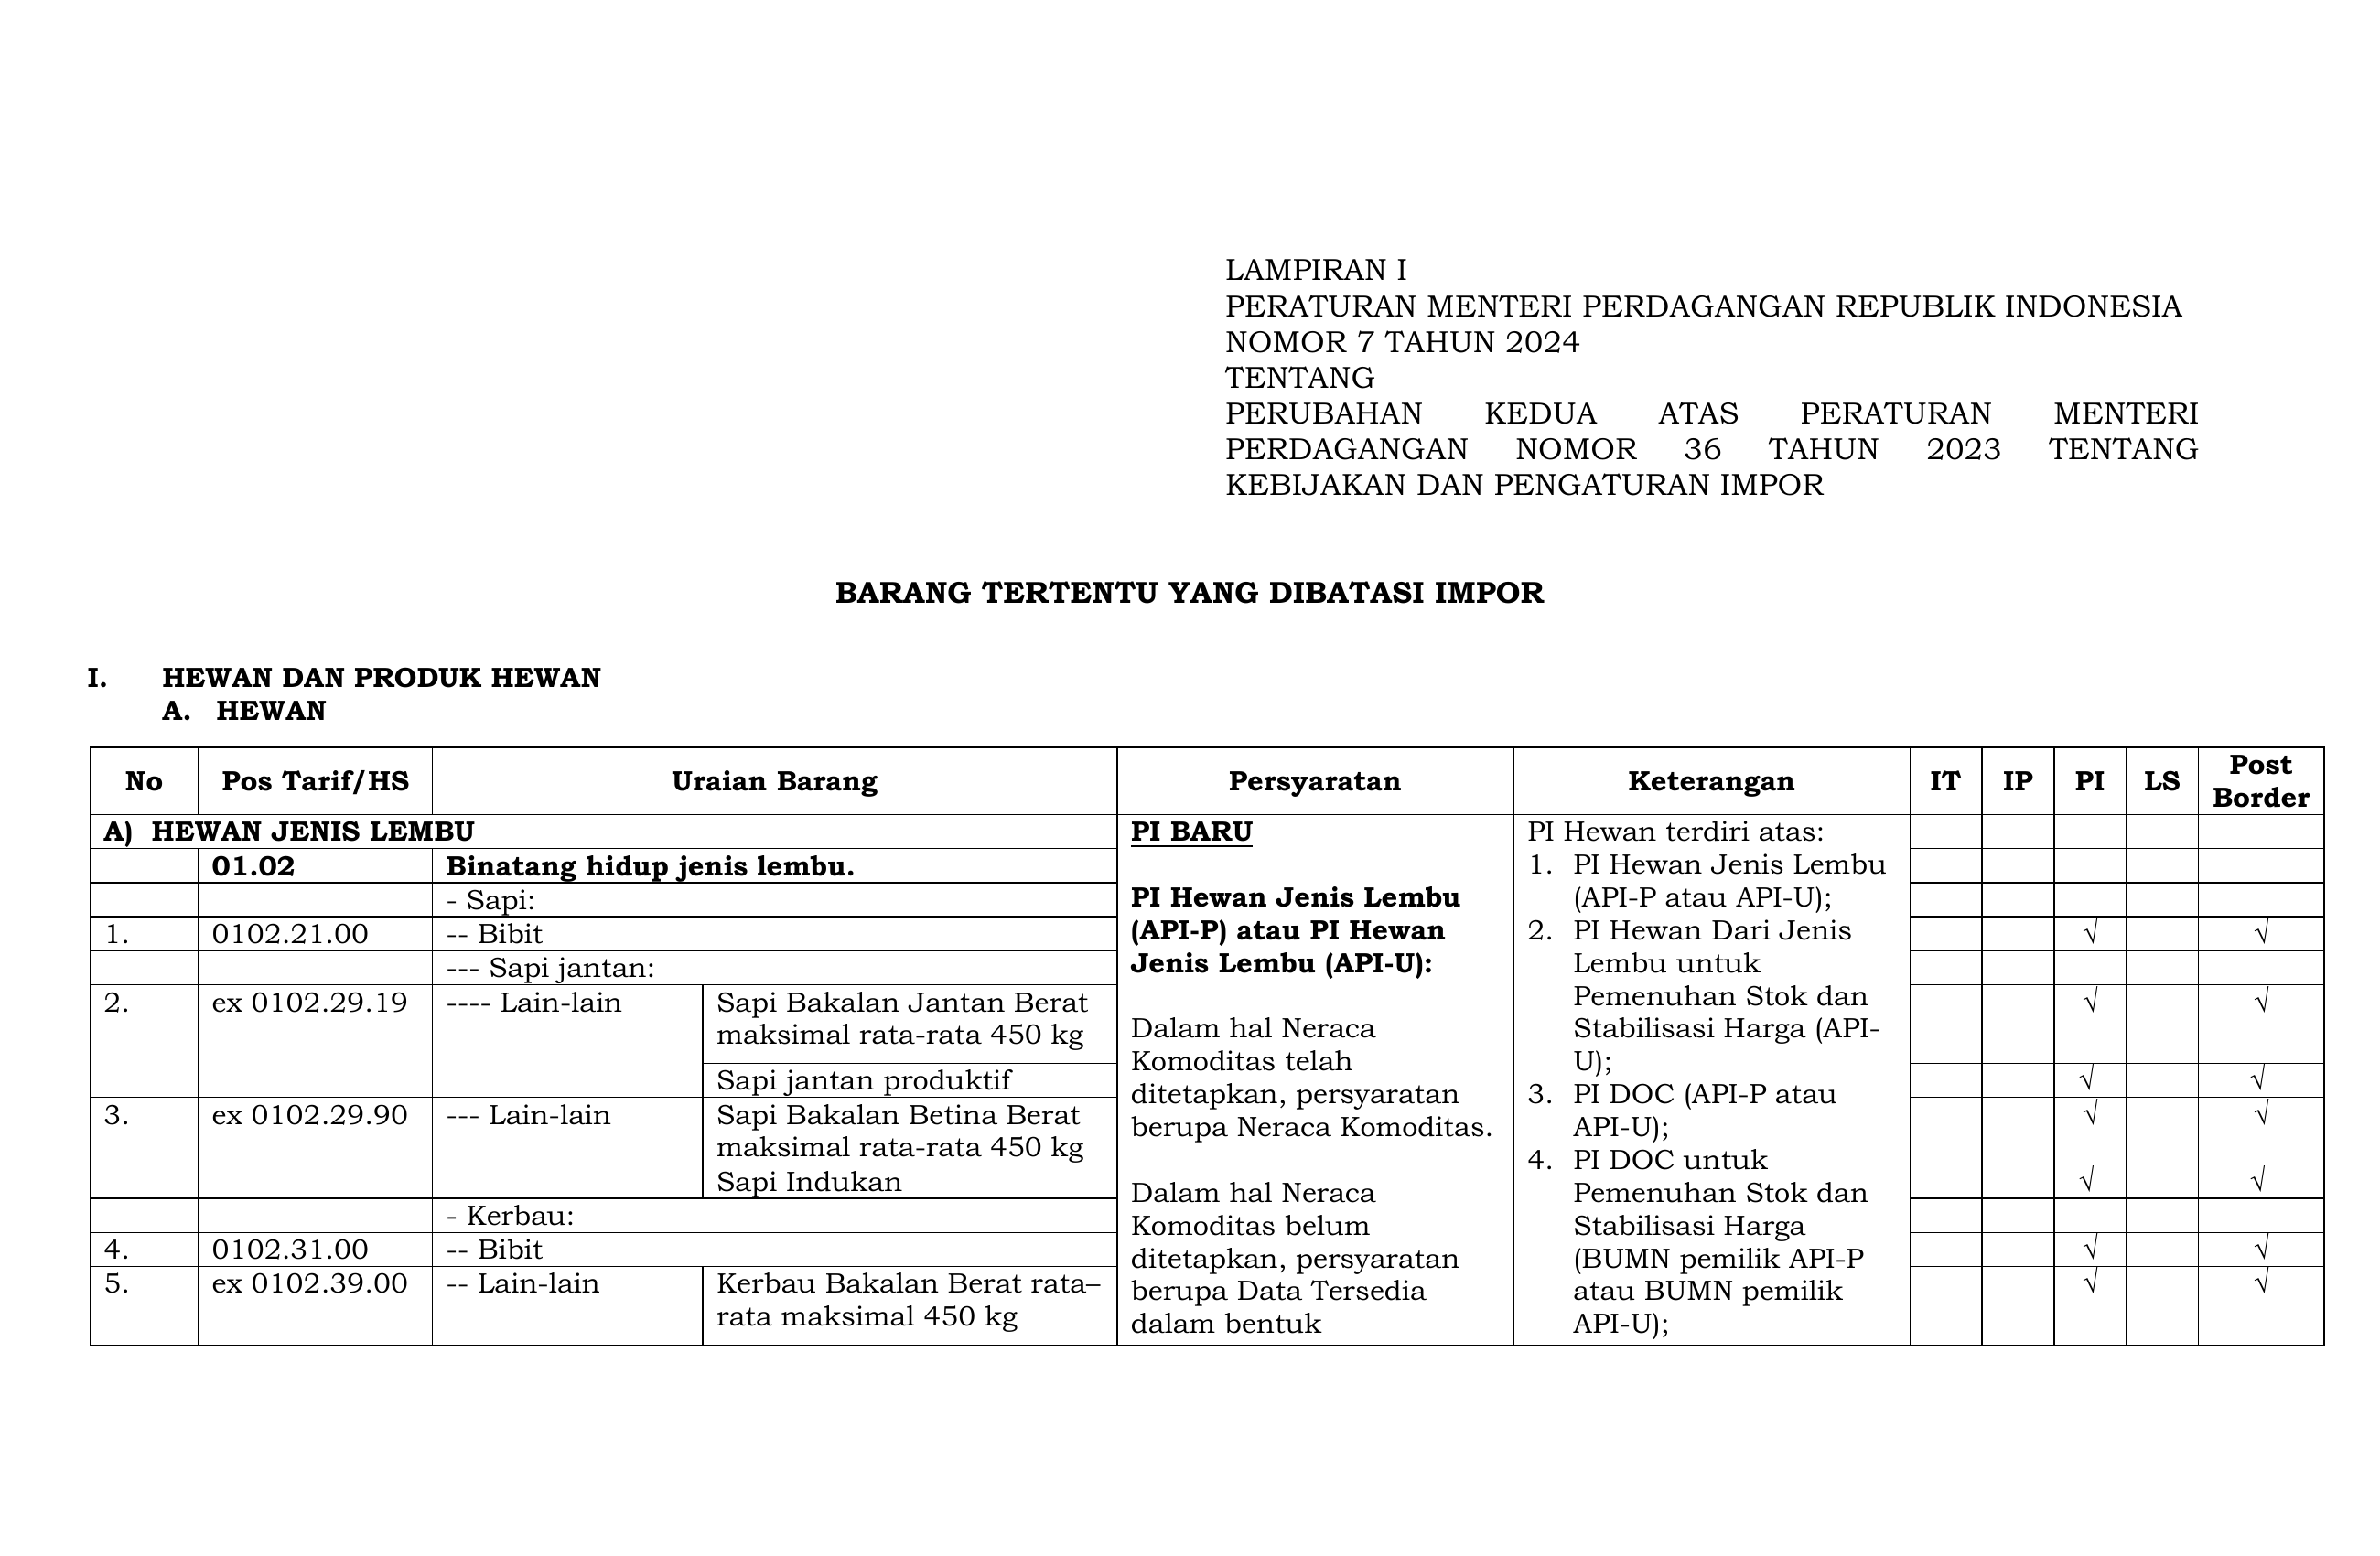 LAMPIRAN I
PERATURAN MENTERI PERDAGANGAN REPUBLIK INDONESIA
NOMOR 7 TAHUN 2024
TENTANG
PERUBAHAN KEDUA ATAS PERATURAN MENTERI
PERDAGANGAN NOMOR 36 TAHUN 2023 TENTANG
KEBIJAKAN DAN PENGATURAN IMPOR
BARANG TERTENTU YANG DIBATASI IMPOR
I. HEWAN DAN PRODUK HEWAN
A. HEWAN
No Pos Tarif/HS Uraian Barang Persyaratan Keterangan IT IP PI LS Post Border
A) HEWAN JENIS LEMBU
01.02 Binatang hidup jenis lembu.
- Sapi:
1. 0102.21.00 -- Bibit √ √
--- Sapi jantan:
2. ex 0102.29.19 ---- Lain-lain Sapi Bakalan Jantan Berat
maksimal rata-rata 450 kg √ √
Sapi jantan produktif √ √
3. ex 0102.29.90 --- Lain-lain Sapi Bakalan Betina Berat
maksimal rata-rata 450 kg √ √
Sapi Indukan √ √
- Kerbau:
4. 0102.31.00 -- Bibit √ √
5. ex 0102.39.00 -- Lain-lain Kerbau Bakalan Berat rata–
rata maksimal 450 kg √ √
PI BARU
PI Hewan Jenis Lembu
(API-P) atau PI Hewan
Jenis Lembu (API-U):
Dalam hal Neraca
Komoditas telah
ditetapkan, persyaratan
berupa Neraca Komoditas.
Dalam hal Neraca
Komoditas belum
ditetapkan, persyaratan
berupa Data Tersedia
dalam bentuk
PI Hewan terdiri atas:
1. PI Hewan Jenis Lembu
(API-P atau API-U);
2. PI Hewan Dari Jenis
Lembu untuk
Pemenuhan Stok dan
Stabilisasi Harga (API-
U);
3. PI DOC (API-P atau
API-U);
4. PI DOC untuk
Pemenuhan Stok dan
Stabilisasi Harga
(BUMN pemilik API-P
atau BUMN pemilik
API-U);